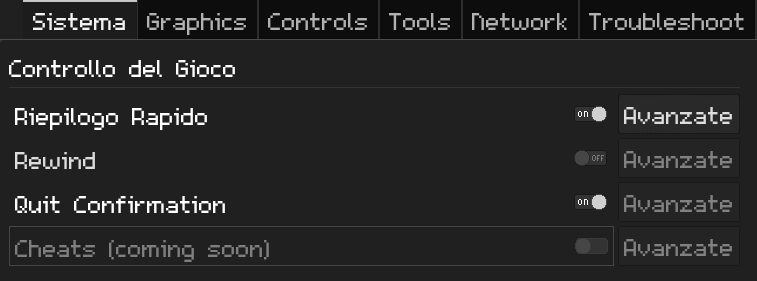 Sistema Graphics Controls Tools Network Troubleshoot
Controllo del Gioco
Riepilogo Rapido ON Avanzate
Rewind OFF Avanzate
Quit Confirmation ON Avanzate
Cheats (coming soon) Avanzate